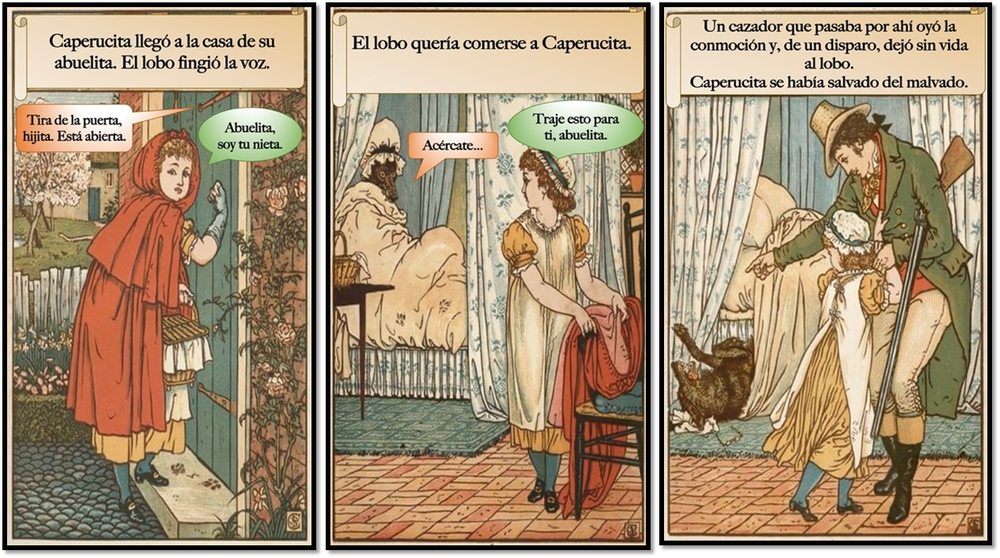 Caperucita llegó a la casa de su
abuelita. El lobo fingió la voz.
Tira de la puerta,
hijita. Está abierta.
Abuelita,
soy tu nieta.
El lobo quería comerse a Caperucita.
Acércate...
Traje esto para
ti, abuelita.
Un cazador que pasaba por ahí oyó la
conmoción y, de un disparo, dejó sin vida
al lobo.
Caperucita se había salvado del malvado.